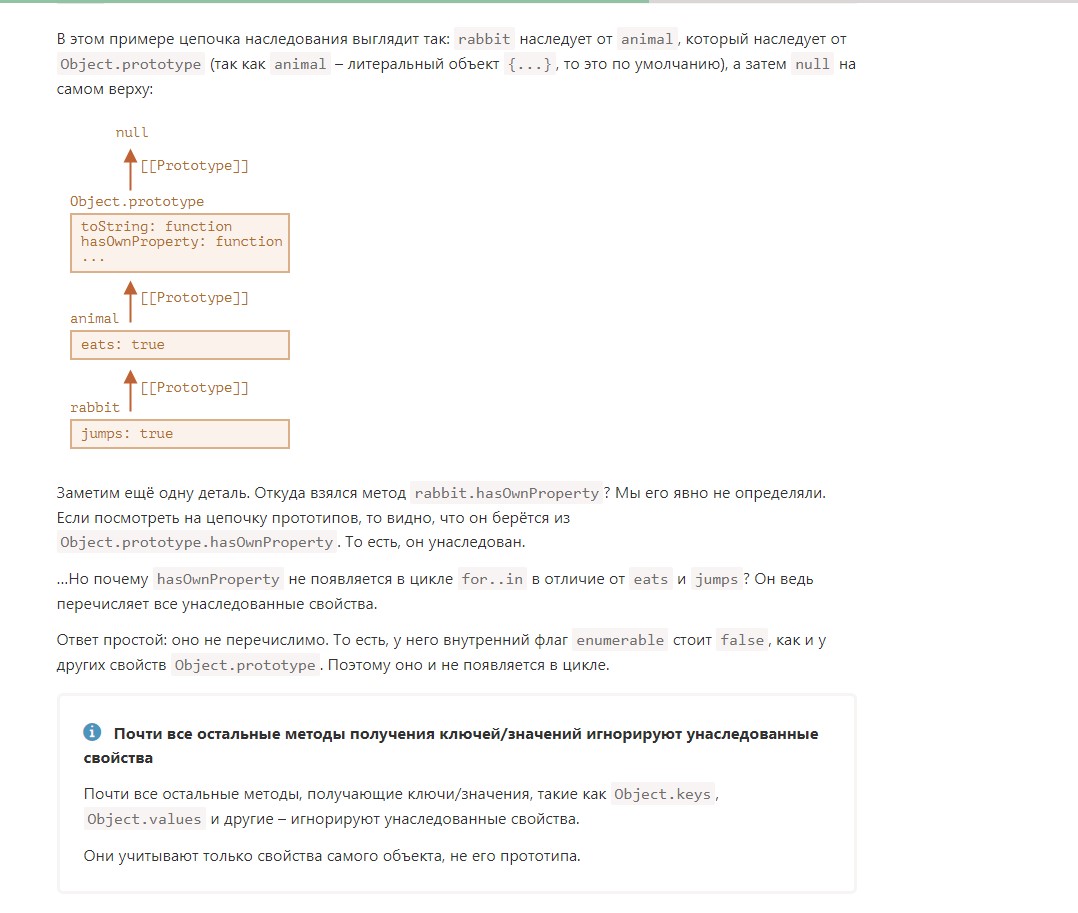 В этом примере цепочка наследования выглядит так: rabbit наследует от animal, который наследует от
Object.prototype (так как animal – литеральный объект {...}, то это по умолчанию), а затем null на
самом верху:
null
[[Prototype]]
Object.prototype
toString: function
hasOwnProperty: function
...
[[Prototype]]
animal
eats: true
[[Prototype]]
rabbit
jumps: true
Заметим ещё одну деталь. Откуда взялся метод rabbit.hasOwnProperty? Мы его явно не определяли.
Если посмотреть на цепочку прототипов, то видно, что он берётся из
Object.prototype.hasOwnProperty. То есть, он унаследован.
…Но почему hasOwnProperty не появляется в цикле for..in в отличие от eats и jumps? Он ведь
перечисляет все унаследованные свойства.
Ответ простой: оно не перечислимо. То есть, у него внутренний флаг enumerable стоит false, как и у
других свойств Object.prototype. Поэтому оно и не появляется в цикле.
Почти все остальные методы получения ключей/значений игнорируют унаследованные
свойства
Почти все остальные методы, получающие ключи/значения, такие как Object.keys,
Object.values и другие – игнорируют унаследованные свойства.
Они учитывают только свойства самого объекта, не его прототипа.